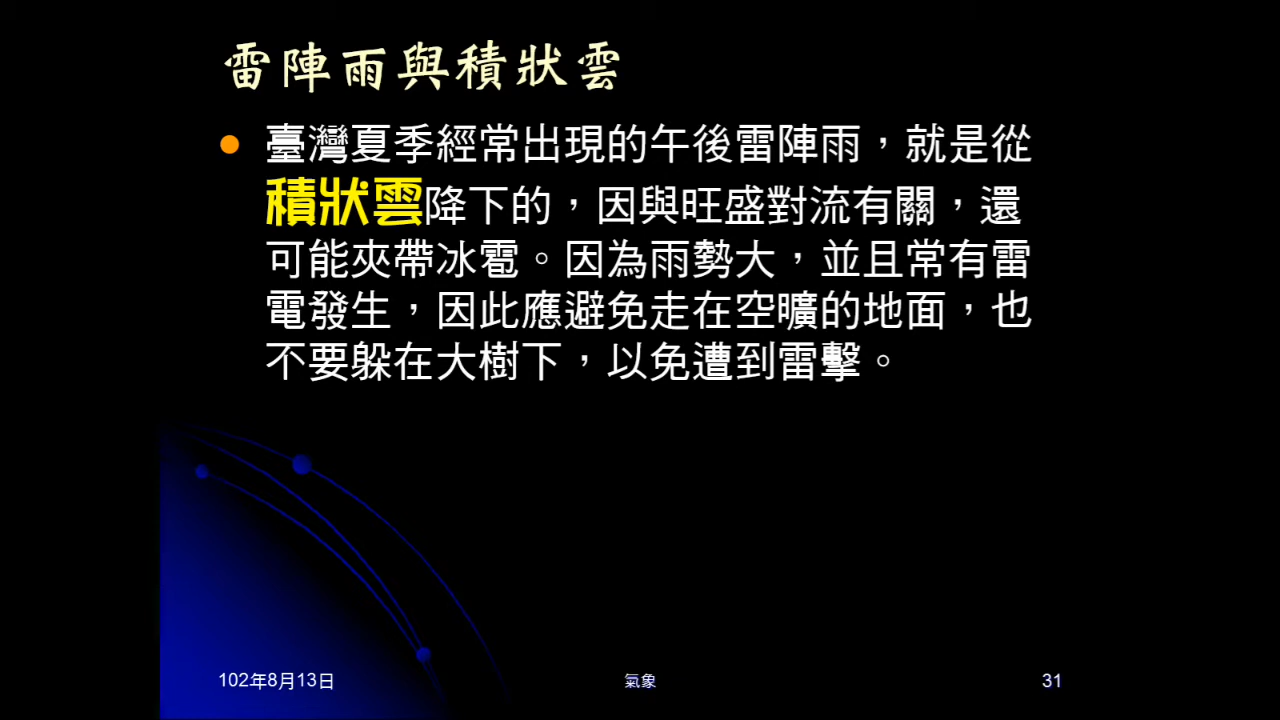 雷陣雨與積狀雲
臺灣夏季經常出現的午後雷陣雨，就是從
積狀雲降下的，因與旺盛對流有關，還
可能夾帶冰雹。因為雨勢大，並且常有雷
電發生，因此應避免走在空曠的地面，也
不要躲在大樹下，以免遭到雷擊。
102年8月13日
氣象
31